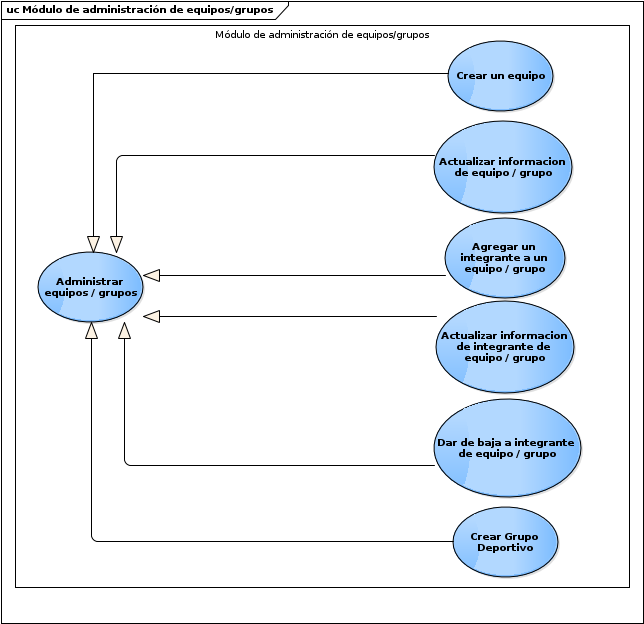 uc Módulo de administración de equipos/grupos
Módulo de administración de equipos/grupos
Crear un equipo
Actualizar informacion
de equipo / grupo
Agregar un
integrante a un
equipo / grupo
Administrar
equipos / grupos
Actualizar informacion
de integrante de
equipo / grupo
Dar de baja a integrante
de equipo / grupo
Crear Grupo
Deportivo